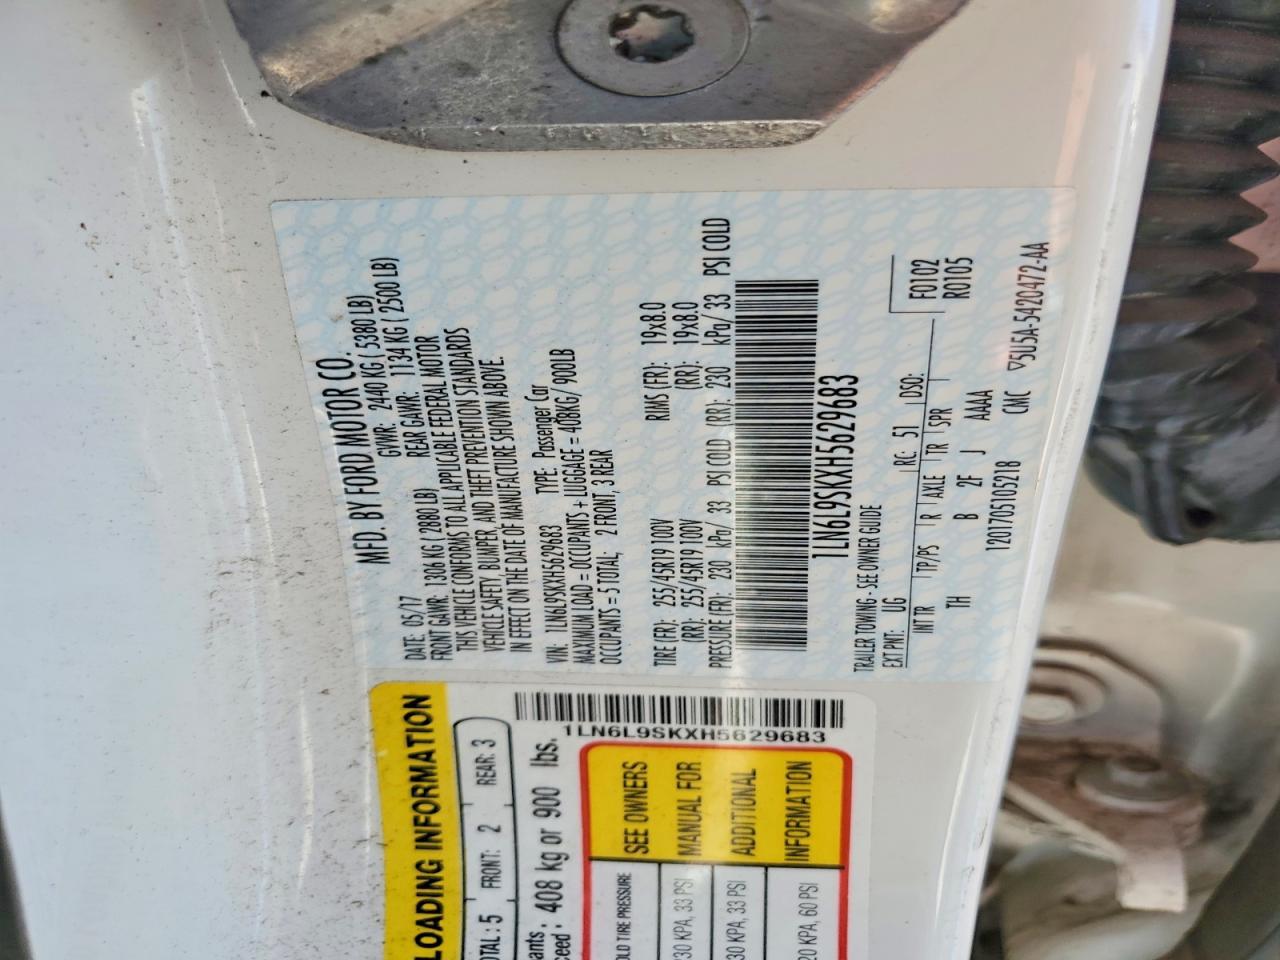 MFD. BY FORD MOTOR CO.
DATE: 05/17 GVWR: 2440 KG ( 5380 LB)
FRONT GAWR: 1306 KG ( 2880 LB) REAR GAWR: 1134 KG ( 2500 LB)
THIS VEHICLE CONFORMS TO ALL APPLICABLE FEDERAL MOTOR
VEHICLE SAFETY, BUMPER, AND THEFT PREVENTION STANDARDS
IN EFFECT ON THE DATE OF MANUFACTURE SHOWN ABOVE.
VIN: 1LN6L9SKXH5629683 TYPE: Passenger Car
MAXIMUM LOAD = OCCUPANTS + LUGGAGE = 408KG/ 900LB
OCCUPANTS = 5 TOTAL; 2 FRONT, 3 REAR
TIRE (FR): 255/45R19 100V RIMS (FR): 19x8.0
(RR): 255/45R19 100V (RR): 19x8.0
PRESSURE (FR): 230 kPa/ 33 PSI COLD (RR): 230 kPa/ 33 PSI COLD
1LN6L9SKXH5629683
TRAILER TOWING - SEE OWNER GUIDE
EXT PNT: UG RC: 51 DSO: F0102
INT TR TP/PS R AXLE TR SPR R0105
TH B 2F J AAAA
1201705105218 CMC ▽5U5A-5420472-AA
LOADING INFORMATION
OTAL: 5 FRONT: 2 REAR: 3
ants,
ceed: 408 kg or 900 lbs.
1LN6L9SKXH5629683
OLD TIRE PRESSURE SEE OWNERS
30 KPA, 33 PSI MANUAL FOR
30 KPA, 33 PSI ADDITIONAL
20 KPA, 60 PSI INFORMATION